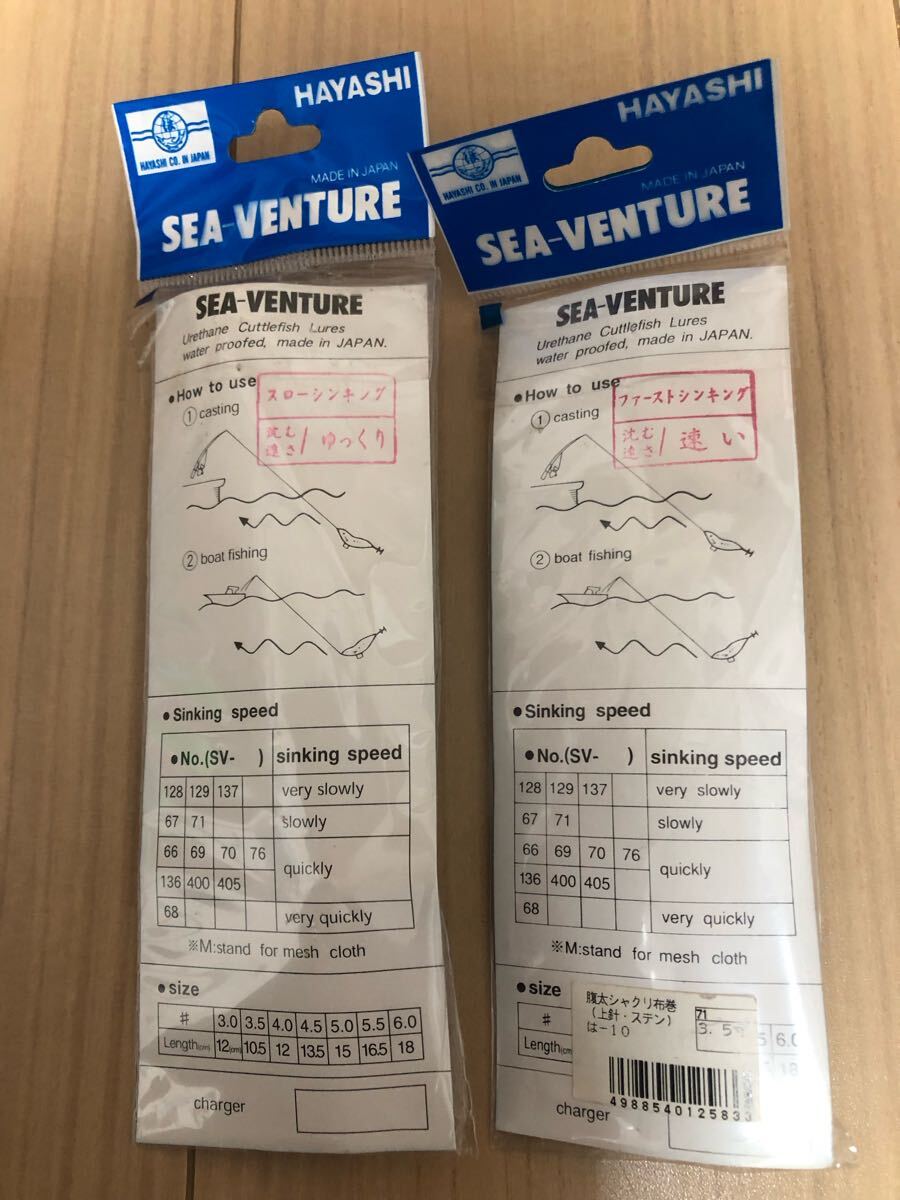 HAYASHI
HAYASHI CO. IN JAPAN
MADE IN JAPAN
SEA-VENTURE
SEA-VENTURE
Urethane Cuttlefish Lures
water proofed, made in JAPAN.
●How to use
スローシンキング
① casting
沈む速さ/ゆっくり
② boat fishing
●Sinking speed
●No.(SV- ) sinking speed
128 129 137 very slowly
67 71 slowly
66 69 70 76 quickly
136 400 405
68 very quickly
※M:stand for mesh cloth
●size
# 3.0 3.5 4.0 4.5 5.0 5.5 6.0
Length(cm) 12(cm) 10.5 12 13.5 15 16.5 18
charger
HAYASHI
HAYASHI CO. IN JAPAN
MADE IN JAPAN
SEA-VENTURE
SEA-VENTURE
Urethane Cuttlefish Lures
water proofed, made in JAPAN.
●How to use
ファーストシンキング
① casting
沈む速さ/速い
② boat fishing
●Sinking speed
●No.(SV- ) sinking speed
128 129 137 very slowly
67 71 slowly
66 69 70 76 quickly
136 400 405
68 very quickly
※M:stand for mesh cloth
●size
腹太シャクリ布巻
(上針・ステン)
は-10
71
3.5
# 6.0
Length(cm) 18
4988540125833
charger